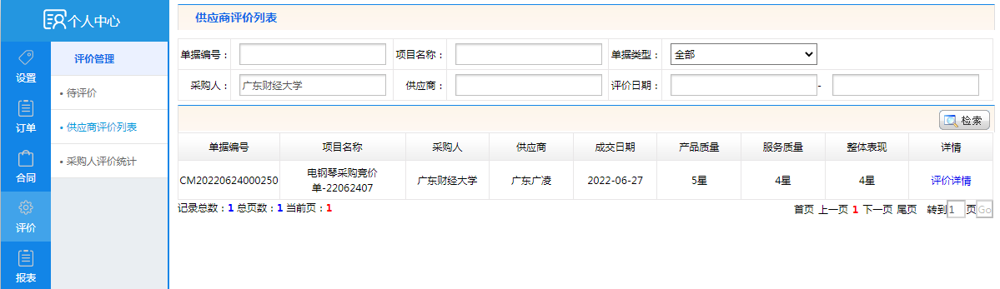 个人中心
设置
订单
合同
评价
报表
评价管理
• 待评价
• 供应商评价列表
• 采购人评价统计
供应商评价列表
单据编号： 项目名称： 单据类型： 全部
采购人： 广东财经大学 供应商： 评价日期： -
检索
单据编号 项目名称 采购人 供应商 成交日期 产品质量 服务质量 整体表现 详情
CM20220624000250 电钢琴采购竞价单-22062407 广东财经大学 广东广凌 2022-06-27 5星 4星 4星 评价详情
记录总数：1 总页数：1 当前页：1
首页 上一页 1 下一页 尾页 转到1页Go